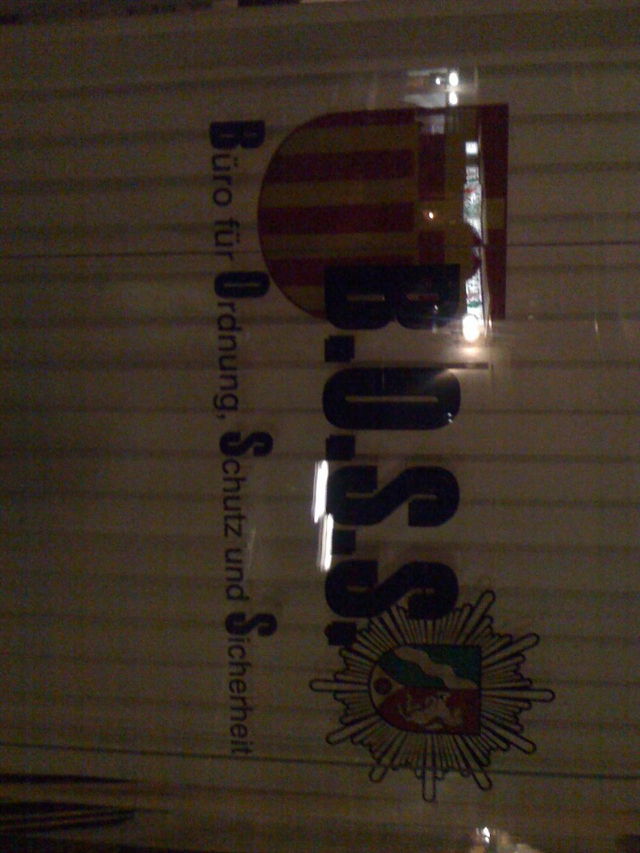 B.O.S.S.
Büro für Ordnung, Schutz und Sicherheit